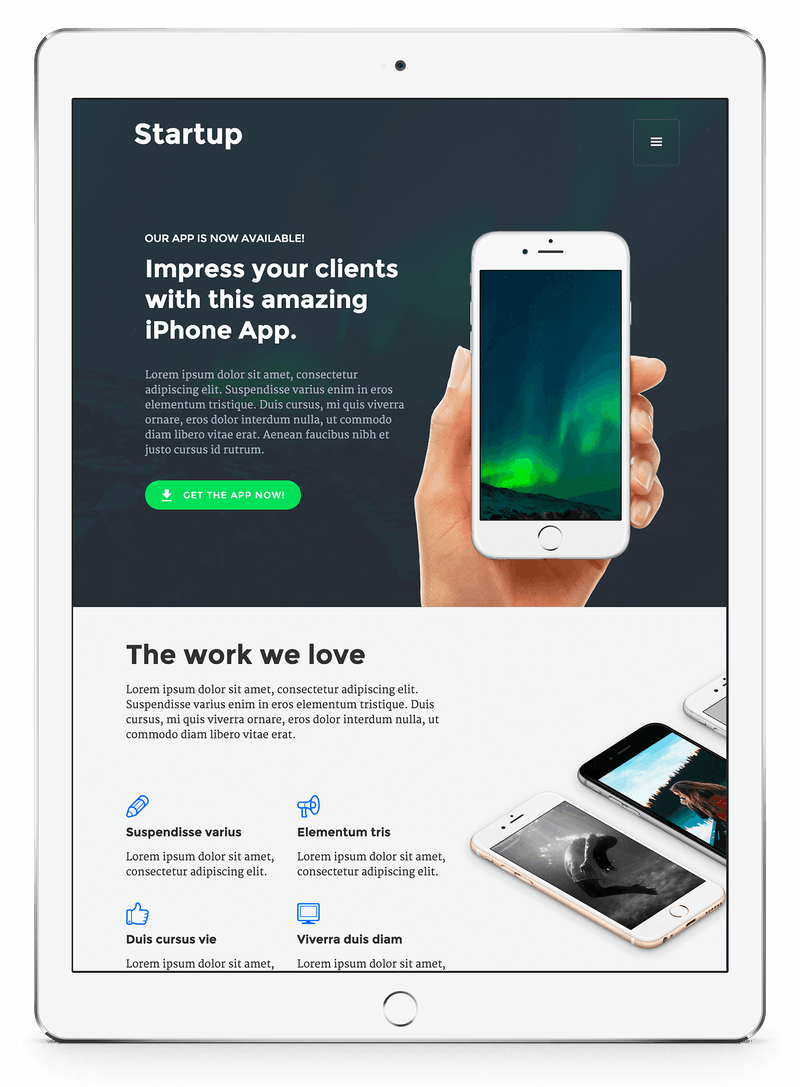 Startup
OUR APP IS NOW AVAILABLE!
Impress your clients
with this amazing
iPhone App.
Lorem ipsum dolor sit amet, consectetur
adipiscing elit. Suspendisse varius enim in eros
elementum tristique. Duis cursus, mi quis viverra
ornare, eros dolor interdum nulla, ut commodo
diam libero vitae erat. Aenean faucibus nibh et
justo cursus id rutrum.
GET THE APP NOW!
The work we love
Lorem ipsum dolor sit amet, consectetur adipiscing elit.
Suspendisse varius enim in eros elementum tristique. Duis
cursus, mi quis viverra ornare, eros dolor interdum nulla, ut
commodo diam libero vitae erat.
Suspendisse varius
Lorem ipsum dolor sit amet,
consectetur adipiscing elit.
Elementum tris
Lorem ipsum dolor sit amet,
consectetur adipiscing elit.
Duis cursus vie
Lorem ipsum dolor sit amet,
Viverra duis diam
Lorem ipsum dolor sit amet,